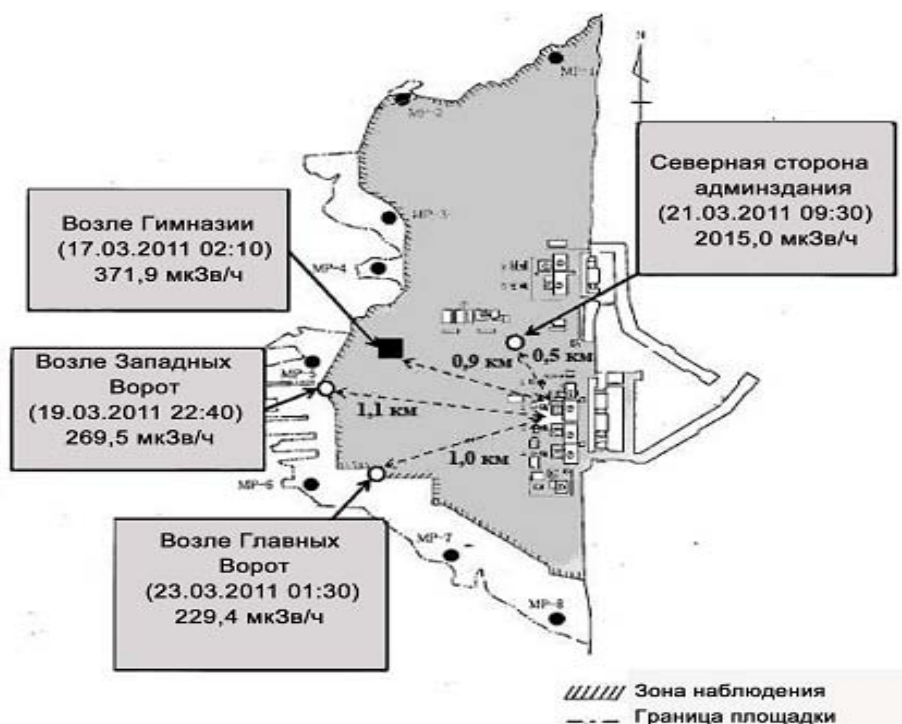 MP-1
MP-2
N
Северная сторона
админздания
(21.03.2011 09:30)
2015,0 мкЗв/ч
Возле Гимназии
(17.03.2011 02:10)
371,9 мкЗв/ч
MP-3
MP-4
0,9 км
0,5 км
Возле Западных
Ворот
(19.03.2011 22:40)
269,5 мкЗв/ч
MP-5
1,1 км
1,0 км
MP-6
Возле Главных
Ворот
(23.03.2011 01:30)
229,4 мкЗв/ч
MP-7
MP-8
Зона наблюдения
Граница площадки